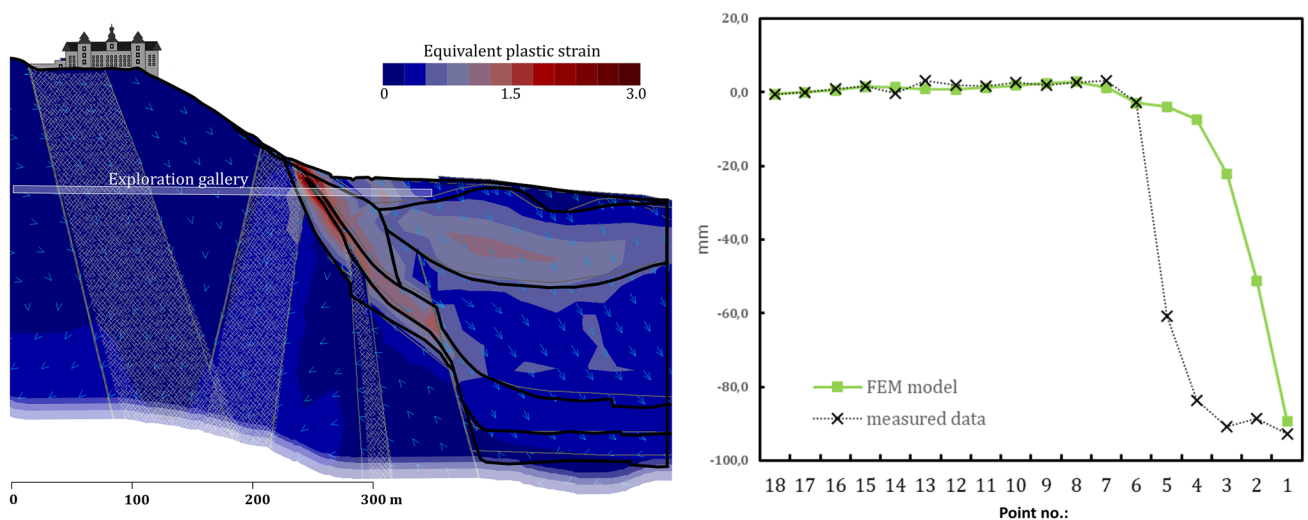 Equivalent plastic strain
0 1.5 3.0
Exploration gallery
0 100 200 300 m
20,0
0,0
-20,0
-40,0
-60,0
-80,0
-100,0
mm
FEM model
measured data
18 17 16 15 14 13 12 11 10 9 8 7 6 5 4 3 2 1
Point no.: